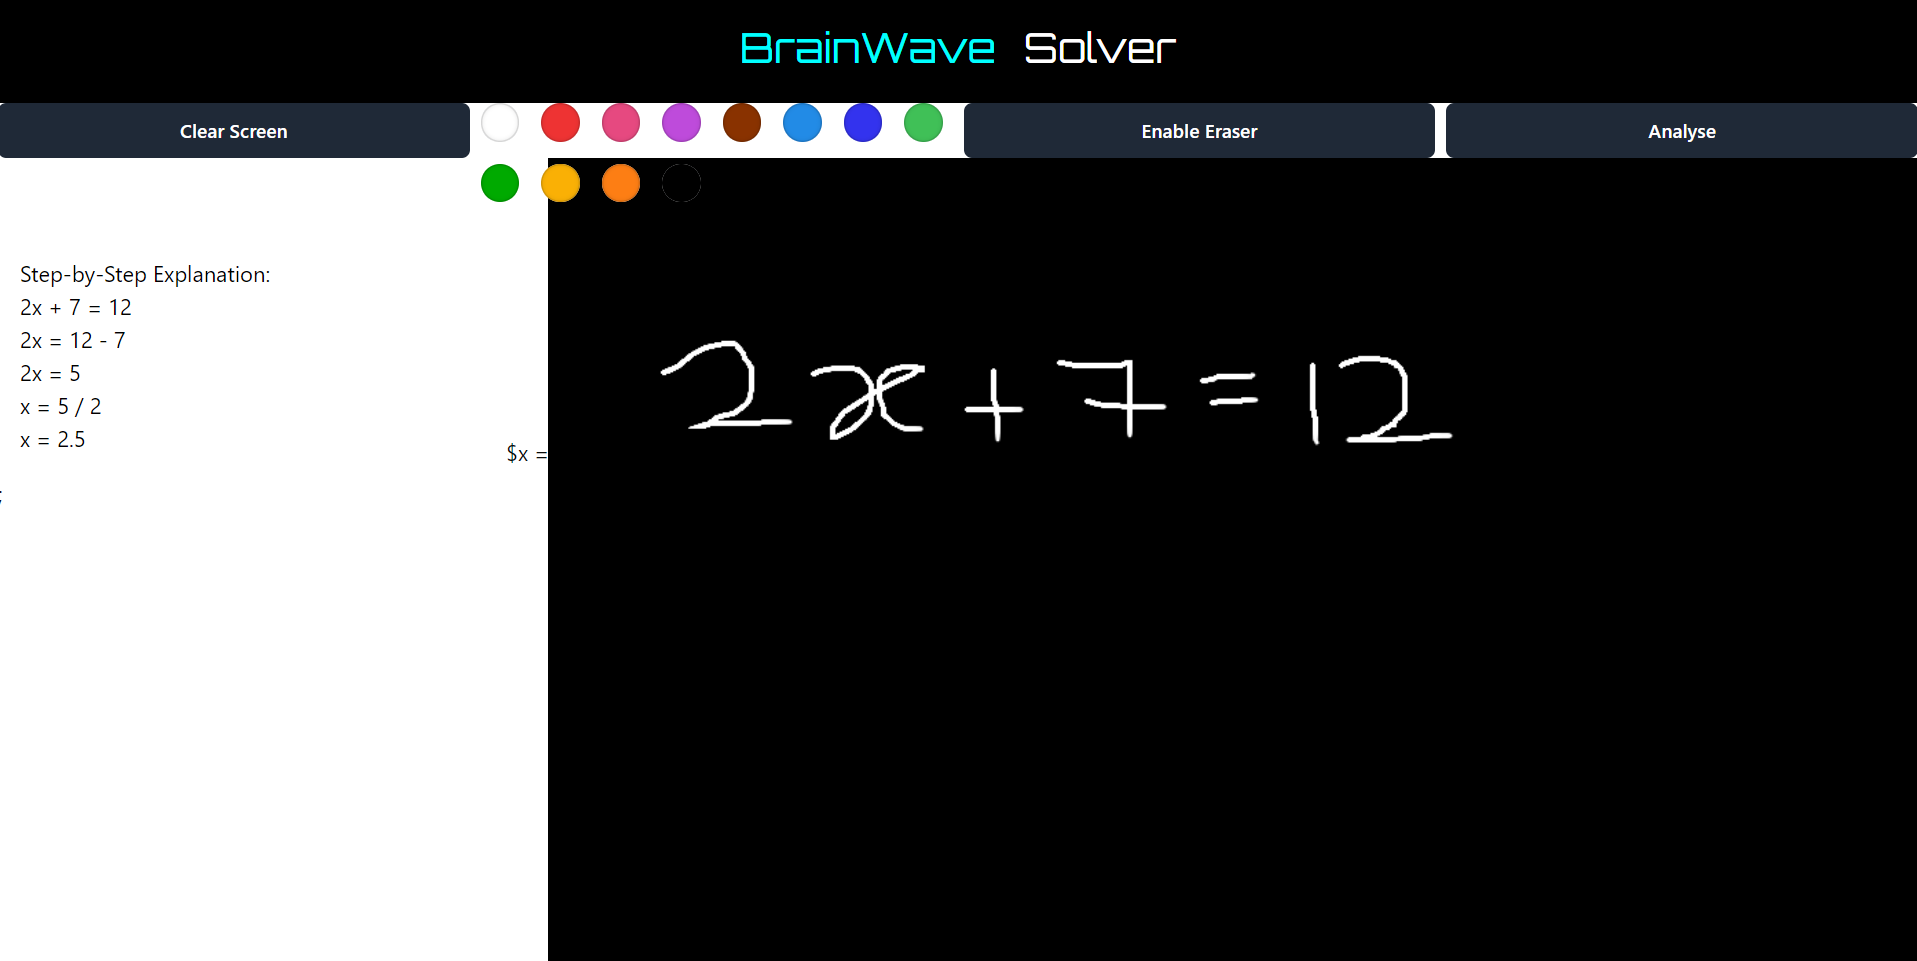 BrainWave Solver
Clear Screen
Enable Eraser
Analyse
Step-by-Step Explanation:
2x + 7 = 12
2x = 12 - 7
2x = 5
x = 5 / 2
x = 2.5
$x =
;
2x+7=12